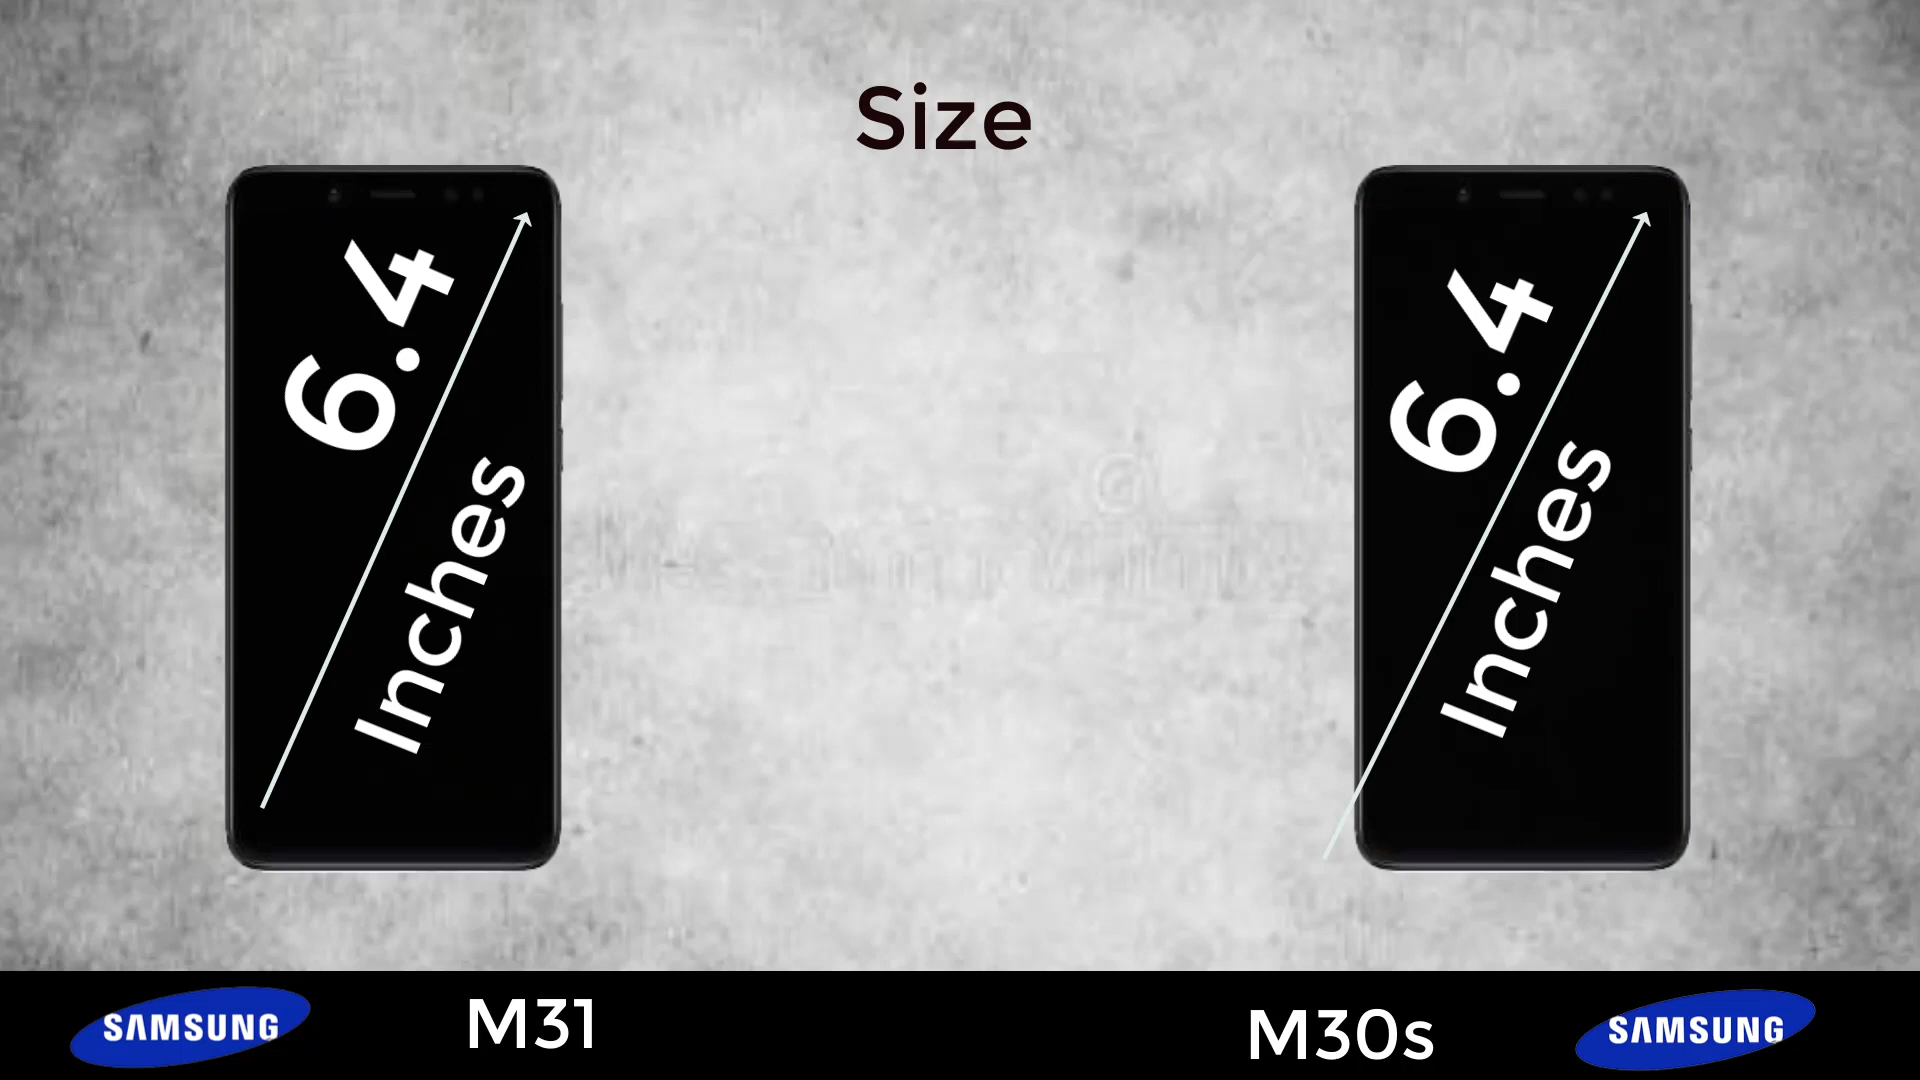 Size
6.4
Inches
6.4
Inches
SAMSUNG
M31
M30s
SAMSUNG